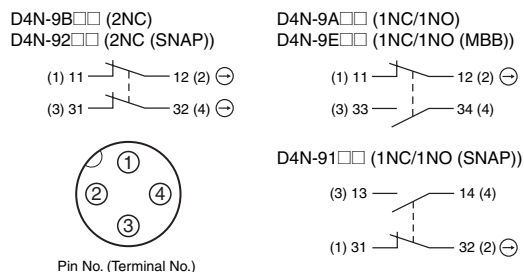 D4N-9B□□ (2NC)
D4N-92□□ (2NC (SNAP))
(1) 11 12 (2)
(3) 31 32 (4)
1
2 4
3
Pin No. (Terminal No.)
D4N-9A□□ (1NC/1NO)
D4N-9E□□ (1NC/1NO (MBB))
(1) 11 12 (2)
(3) 33 34 (4)
D4N-91□□ (1NC/1NO (SNAP))
(3) 13 14 (4)
(1) 31 32 (2)